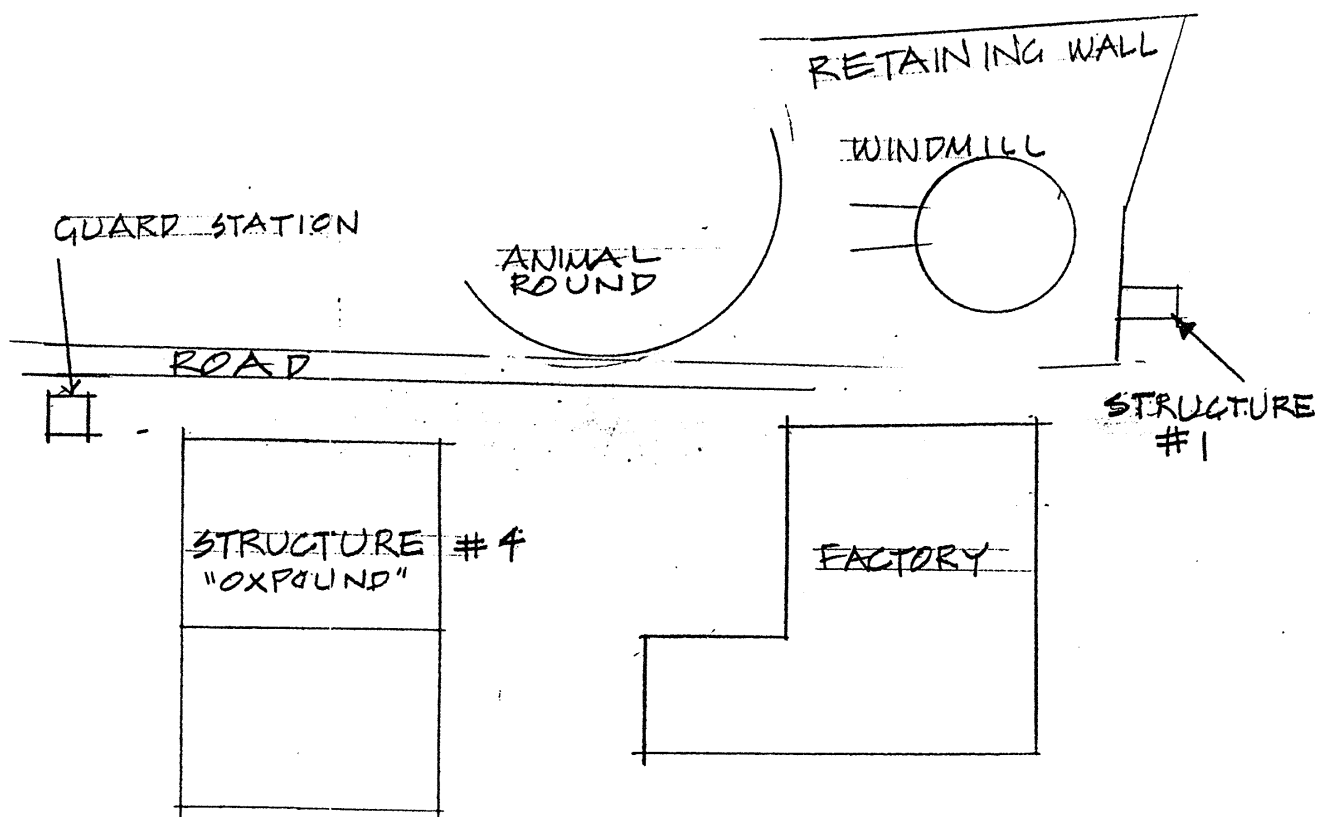 RETAINING WALL
WINDMILL
GUARD STATION
ANIMAL
ROUND
ROAD
STRUCTURE
#1
STRUCTURE #4
"OXPOUND"
FACTORY